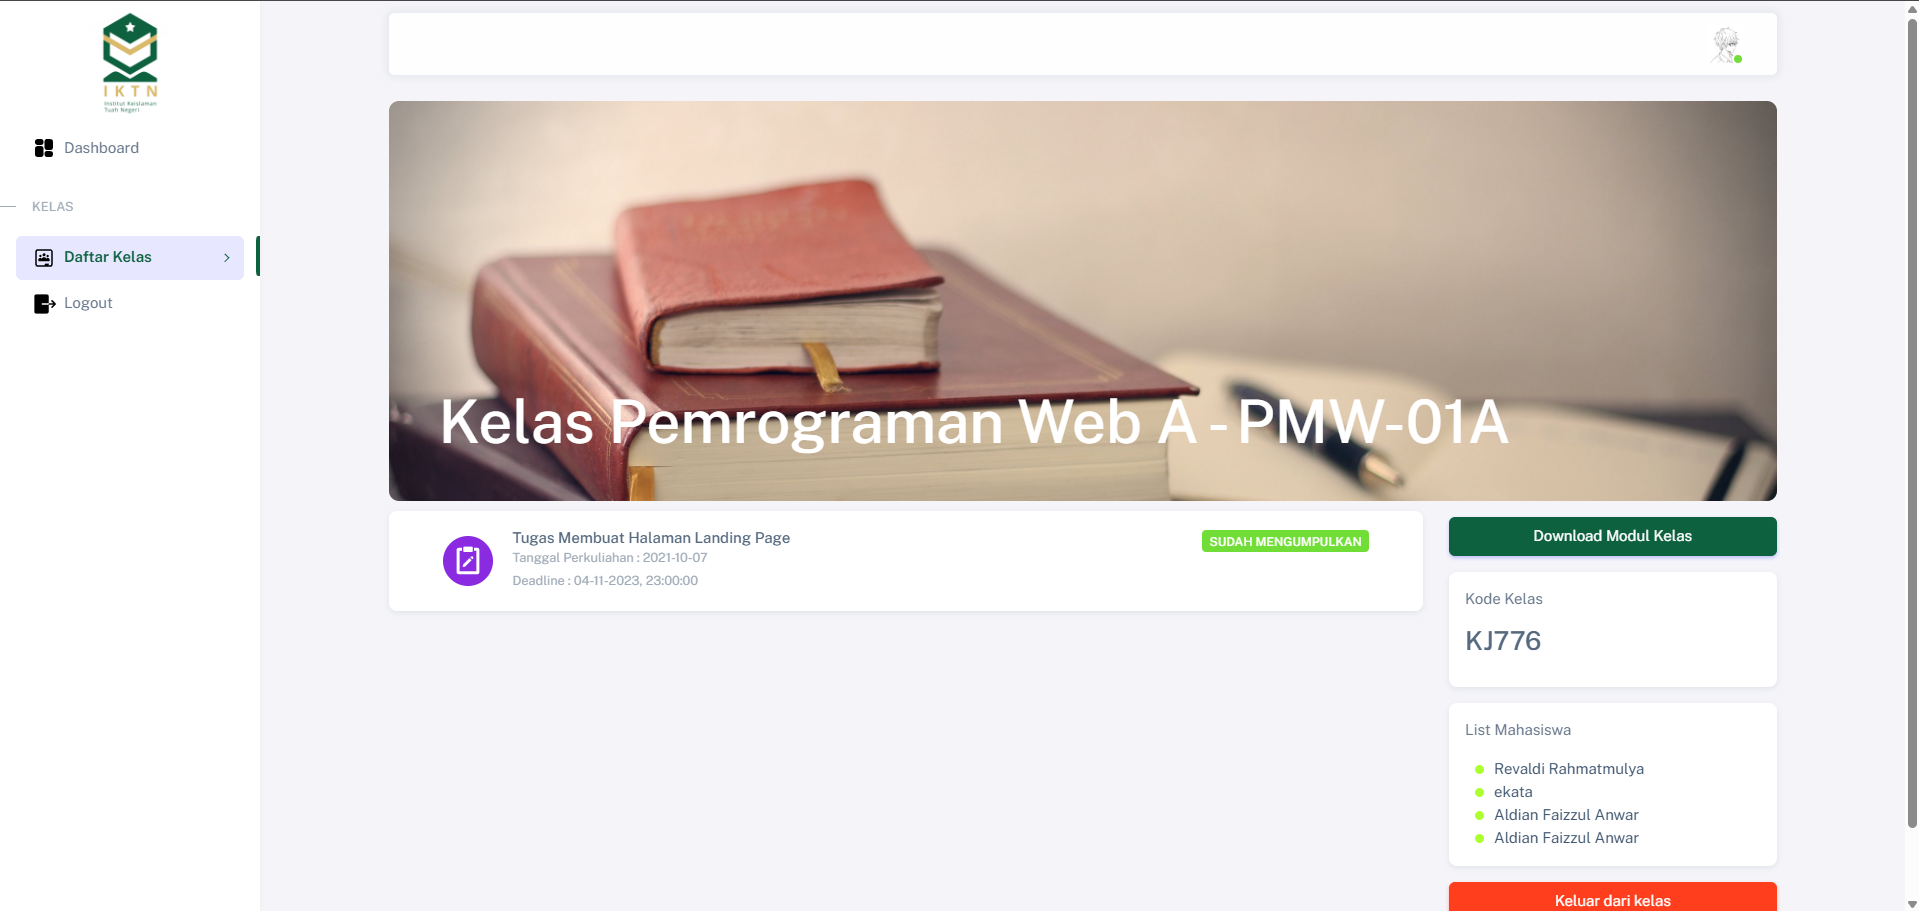 IKTN
Institut Keislaman
Tuah Negeri
Dashboard
KELAS
Daftar Kelas
Logout
Kelas Pemrograman Web A - PMW-01A
Tugas Membuat Halaman Landing Page
SUDAH MENGUMPULKAN
Tanggal Perkuliahan : 2021-10-07
Deadline : 04-11-2023, 23:00:00
Download Modul Kelas
Kode Kelas
KJ776
List Mahasiswa
Revaldi Rahmatmulya
ekata
Aldian Faizzul Anwar
Aldian Faizzul Anwar
Keluar dari kelas